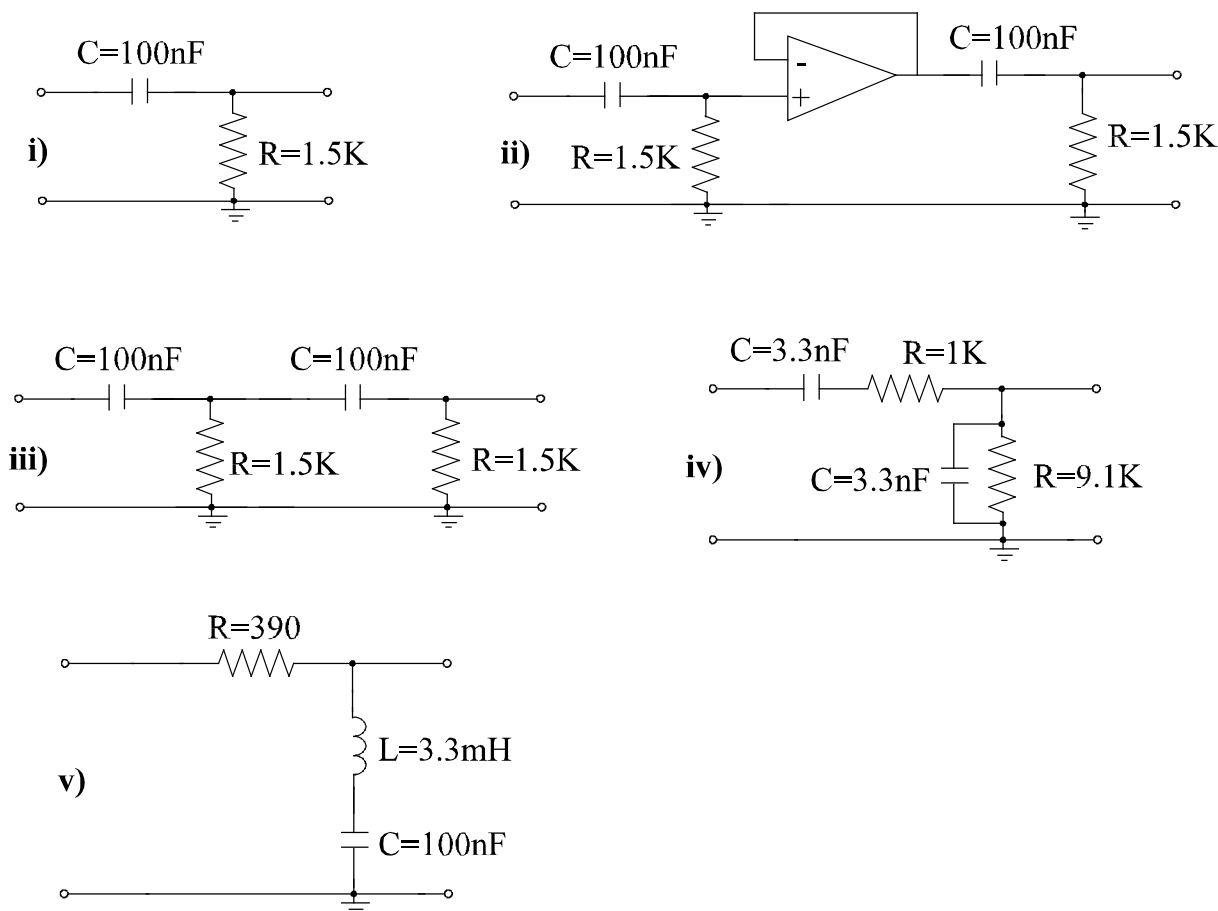 i)
C=100nF
R=1.5K
ii)
C=100nF
R=1.5K
-
+
C=100nF
R=1.5K
iii)
C=100nF
R=1.5K
C=100nF
R=1.5K
iv)
C=3.3nF
R=1K
C=3.3nF
R=9.1K
v)
R=390
L=3.3mH
C=100nF